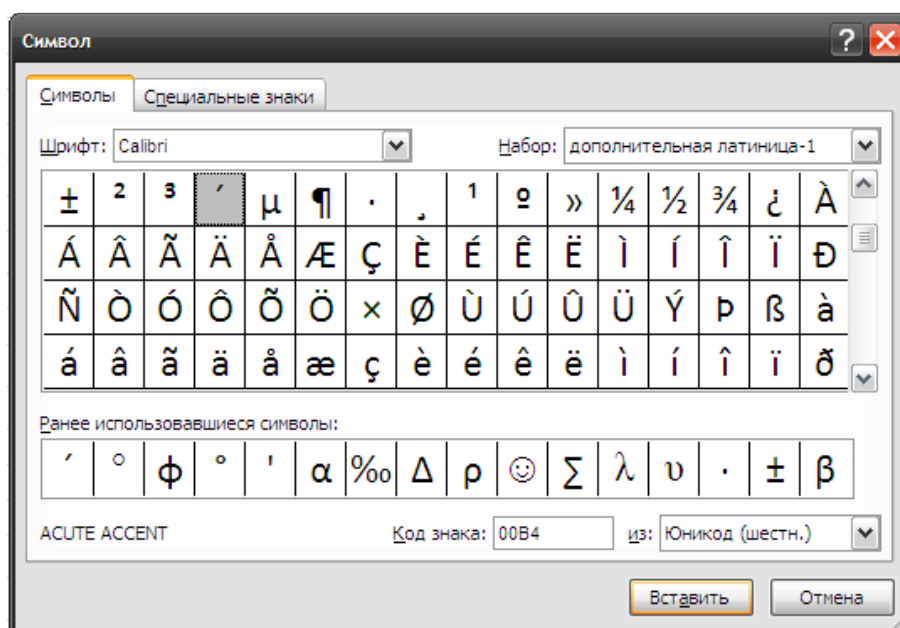 Символ
Символы Специальные знаки
Шрифт: Calibri Набор: дополнительная латиница-1
± ² ³ ´ µ ¶ · ¸ ¹ º » ¼ ½ ¾ ¿ À
Á Â Ã Ä Å Æ Ç È É Ê Ë Ì Í Î Ï Ð
Ñ Ò Ó Ô Õ Ö × Ø Ù Ú Û Ü Ý Þ ß à
á â ã ä å æ ç è é ê ë ì í î ï ð
Ранее использовавшиеся символы:
´ ○ φ ° ' α ‰ Δ ρ ☺ ∑ λ υ · ± β
ACUTE ACCENT Код знака: 00B4 из: Юникод (шестн.)
Вставить Отмена